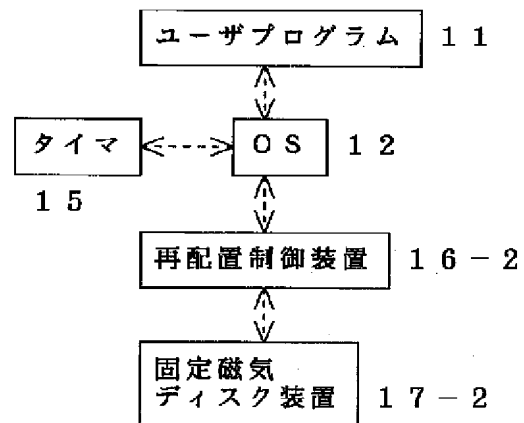 ユーザプログラム 11
タイマ OS 12
15
再配置制御装置 16-2
固定磁気
ディスク装置 17-2